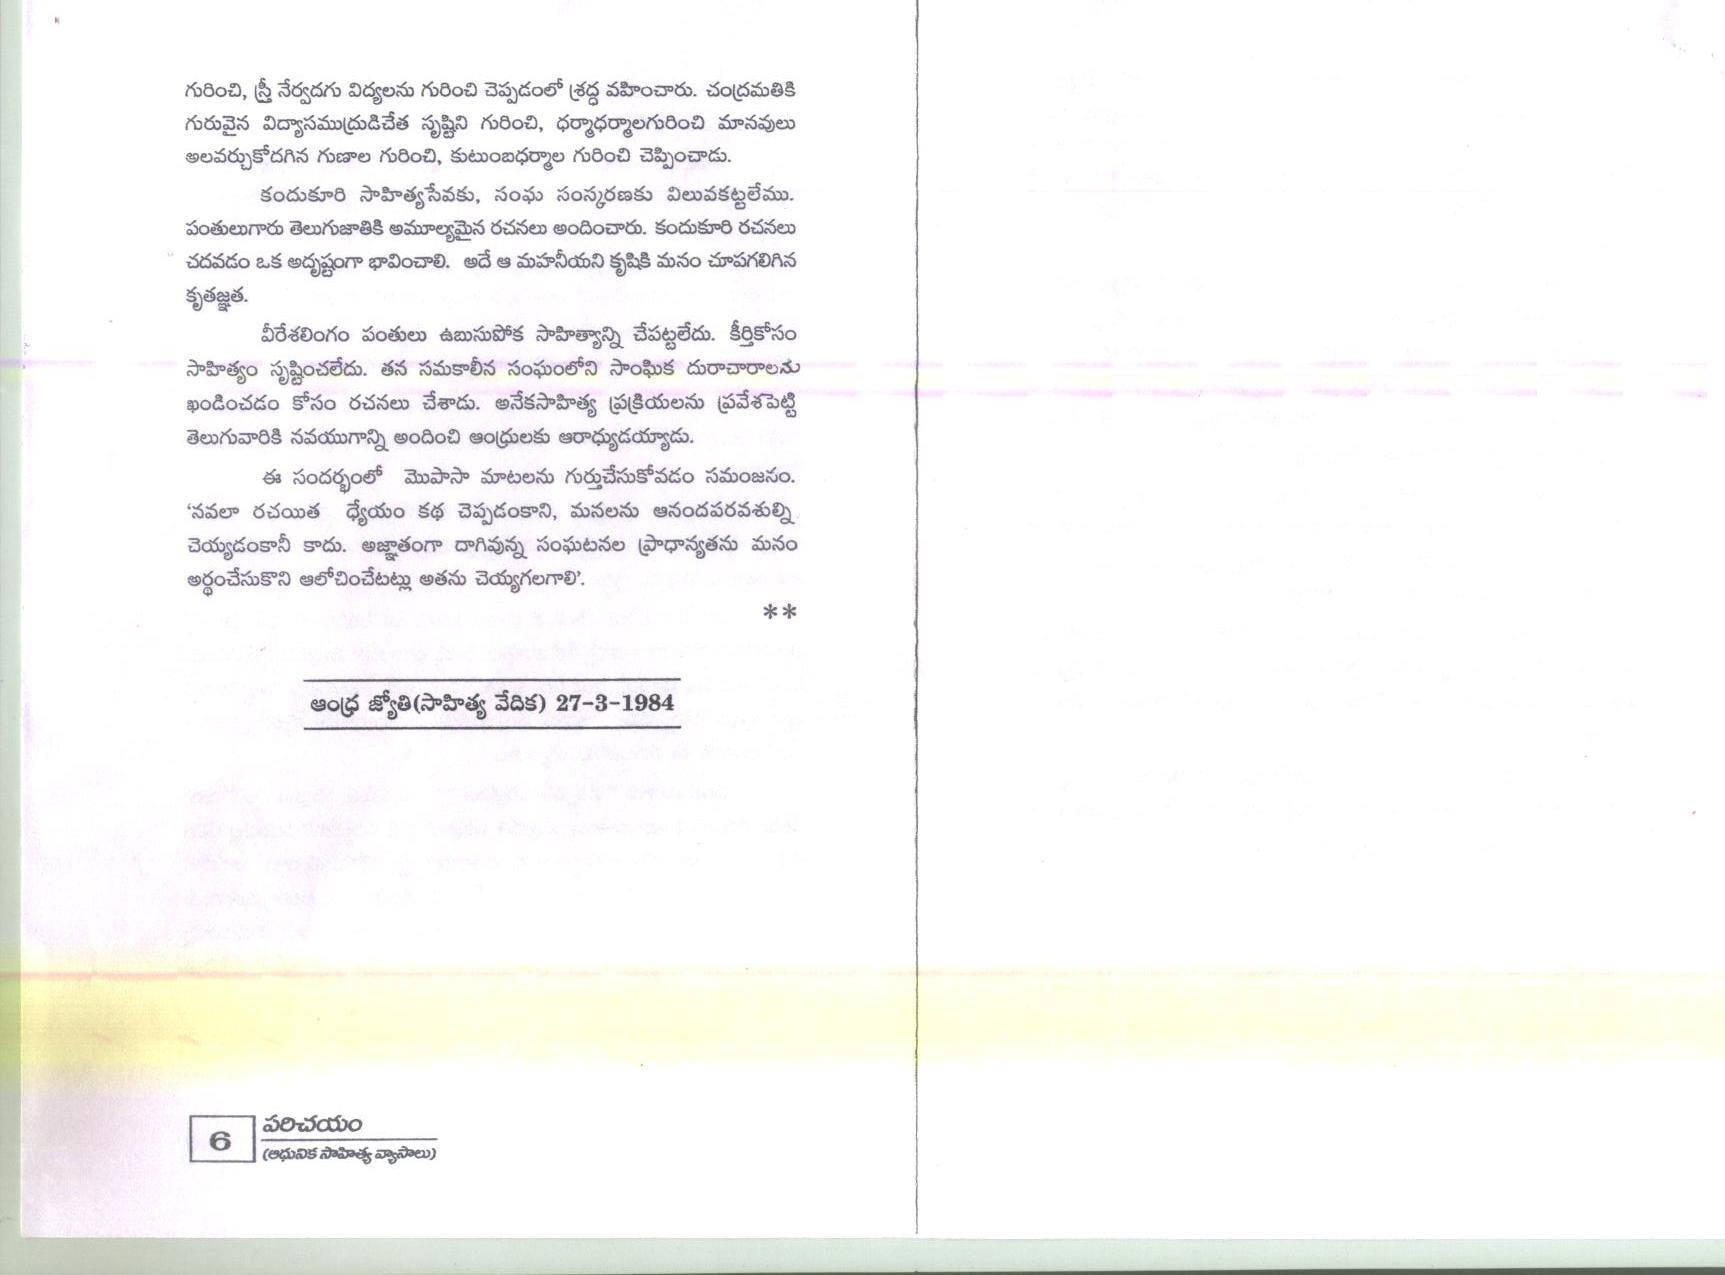 గురించి, స్త్రీ నేర్వదగు విద్యలను గురించి చెప్పడంలో శ్రద్ధ వహించారు. చంద్రమతికి
గురువైన విద్యాసముద్రుడిచేత సృష్టిని గురించి, ధర్మాధర్మాలగురించి మానవులు
అలవర్చుకోదగిన గుణాల గురించి, కుటుంబధర్మాల గురించి చెప్పించాడు.
కందుకూరి సాహిత్యసేవకు, సంఘ సంస్కరణకు విలువకట్టలేము.
పంతులుగారు తెలుగుజాతికి అమూల్యమైన రచనలు అందించారు. కందుకూరి రచనలు
చదవడం ఒక అదృష్టంగా భావించాలి. అదే ఆ మహనీయని కృషికి మనం చూపగలిగిన
కృతజ్ఞత.
వీరేశలింగం పంతులు ఉబుసుపోక సాహిత్యాన్ని చేపట్టలేదు. కీర్తికోసం
సాహిత్యం సృష్టించలేదు. తన సమకాలీన సంఘంలోని సాంఘిక దురాచారాలను
ఖండించడం కోసం రచనలు చేశాడు. అనేకసాహిత్య ప్రక్రియలను ప్రవేశపెట్టి
తెలుగువారికి నవయుగాన్ని అందించి ఆంధ్రులకు ఆరాధ్యుడయ్యాడు.
ఈ సందర్భంలో మొపాసా మాటలను గుర్తుచేసుకోవడం సమంజసం.
‘నవలా రచయిత ధ్యేయం కథ చెప్పడంకాని, మనలను ఆనందపరవశుల్ని
చెయ్యడంకానీ కాదు. అజ్ఞాతంగా దాగివున్న సంఘటనల ప్రాధాన్యతను మనం
అర్థంచేసుకొని ఆలోచించేటట్లు అతను చెయ్యగలగాలి’.
**
ఆంధ్ర జ్యోతి(సాహిత్య వేదిక) 27-3-1984
6 పరిచయం
(ఆధునిక సాహిత్య వ్యాసాలు)